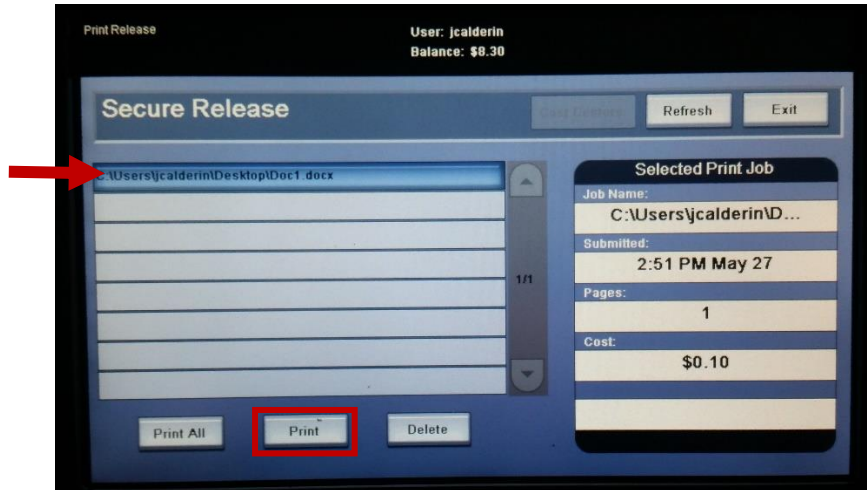 Print Release
User: jcalderin
Balance: $8.30
Secure Release
Refresh
Exit
C:\Users\jcalderin\Desktop\Doc1.docx
1/1
Selected Print Job
Job Name:
C:\Users\jcalderin\D...
Submitted:
2:51 PM May 27
Pages:
1
Cost:
$0.10
Print All
Print
Delete